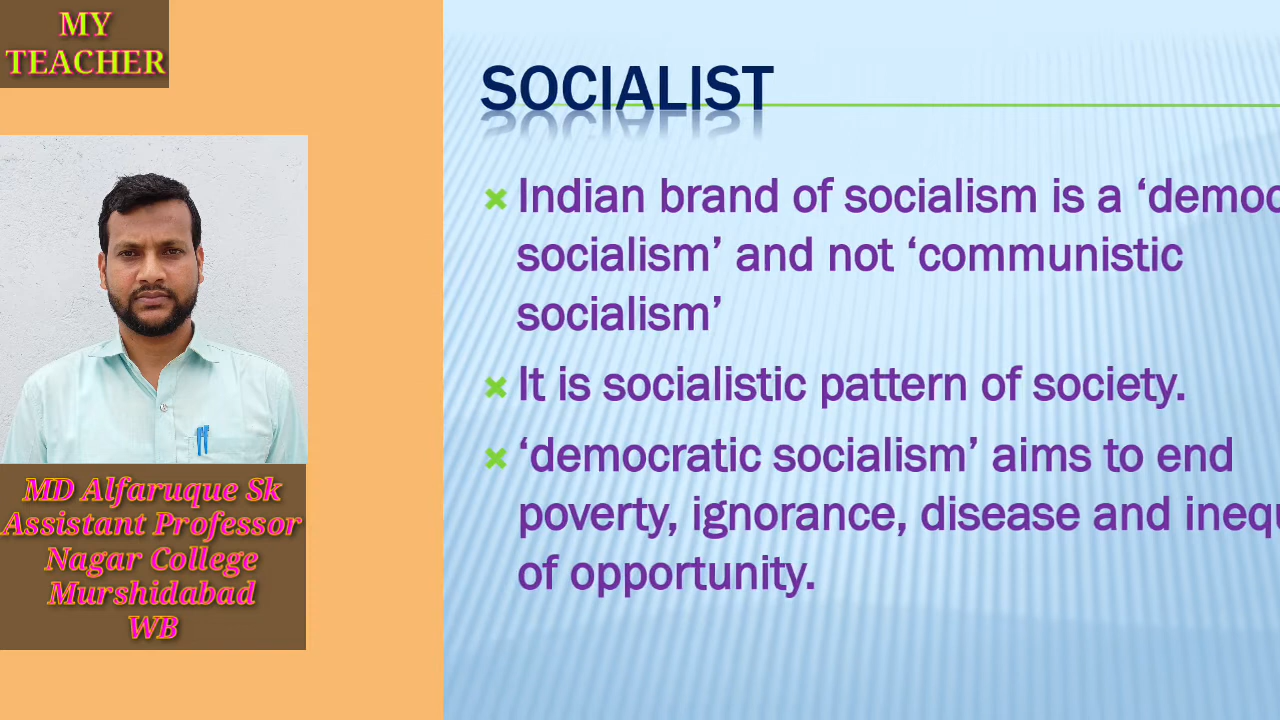 MY
TEACHER
MD Alfaruque Sk
Assistant Professor
Nagar College
Murshidabad
WB
SOCIALIST
Indian brand of socialism is a ‘democ
socialism’ and not ‘communistic
socialism’
It is socialistic pattern of society.
‘democratic socialism’ aims to end
poverty, ignorance, disease and inequ
of opportunity.